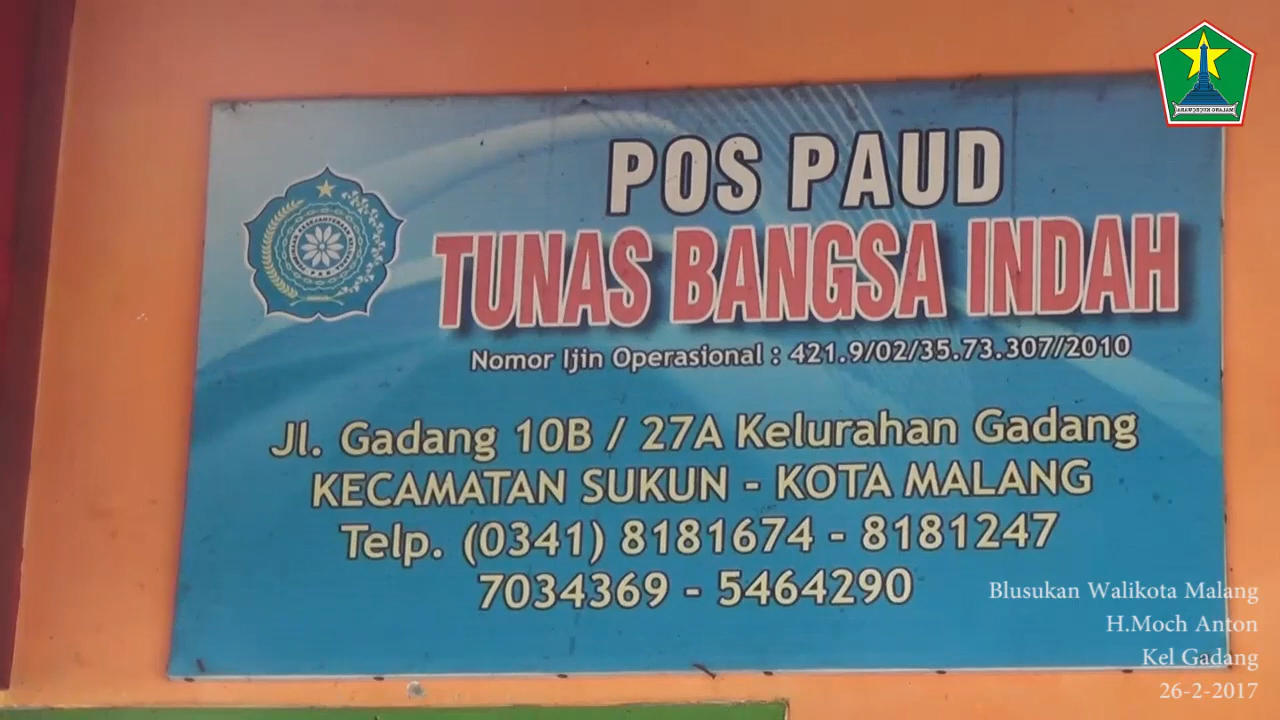 POS PAUD
TUNAS BANGSA INDAH
Nomor Ijin Operasional : 421.9/02/35.73.307/2010
Jl. Gadang 10B / 27A Kelurahan Gadang
KECAMATAN SUKUN - KOTA MALANG
Telp. (0341) 8181674 - 8181247
7034369 - 5464290
Blusukan Walikota Malang
H.Moch Anton
Kel Gadang
26-2-2017